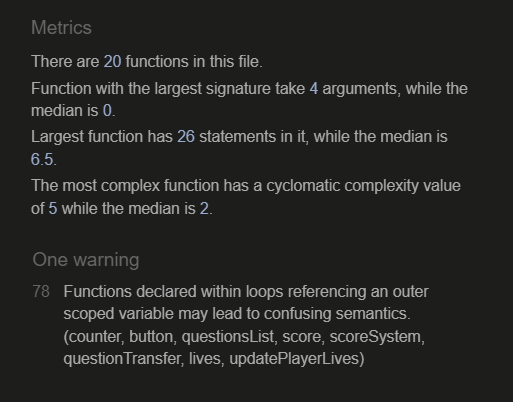 Metrics
There are 20 functions in this file.
Function with the largest signature take 4 arguments, while the
median is 0.
Largest function has 26 statements in it, while the median is
6.5.
The most complex function has a cyclomatic complexity value
of 5 while the median is 2.
One warning
78 Functions declared within loops referencing an outer
scoped variable may lead to confusing semantics.
(counter, button, questionsList, score, scoreSystem,
questionTransfer, lives, updatePlayerLives)